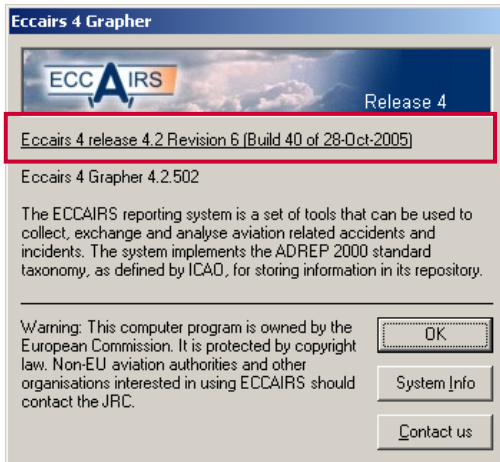 Eccairs 4 Grapher
ECCAIRS
Release 4
Eccairs 4 release 4.2 Revision 6 (Build 40 of 28-Oct-2005)
Eccairs 4 Grapher 4.2.502
The ECCAIRS reporting system is a set of tools that can be used to
collect, exchange and analyse aviation related accidents and
incidents. The system implements the ADREP 2000 standard
taxonomy, as defined by ICAO, for storing information in its repository.
Warning: This computer program is owned by the
European Commission. It is protected by copyright
law. Non-EU aviation authorities and other
organisations interested in using ECCAIRS should
contact the JRC.
OK
System Info
Contact us